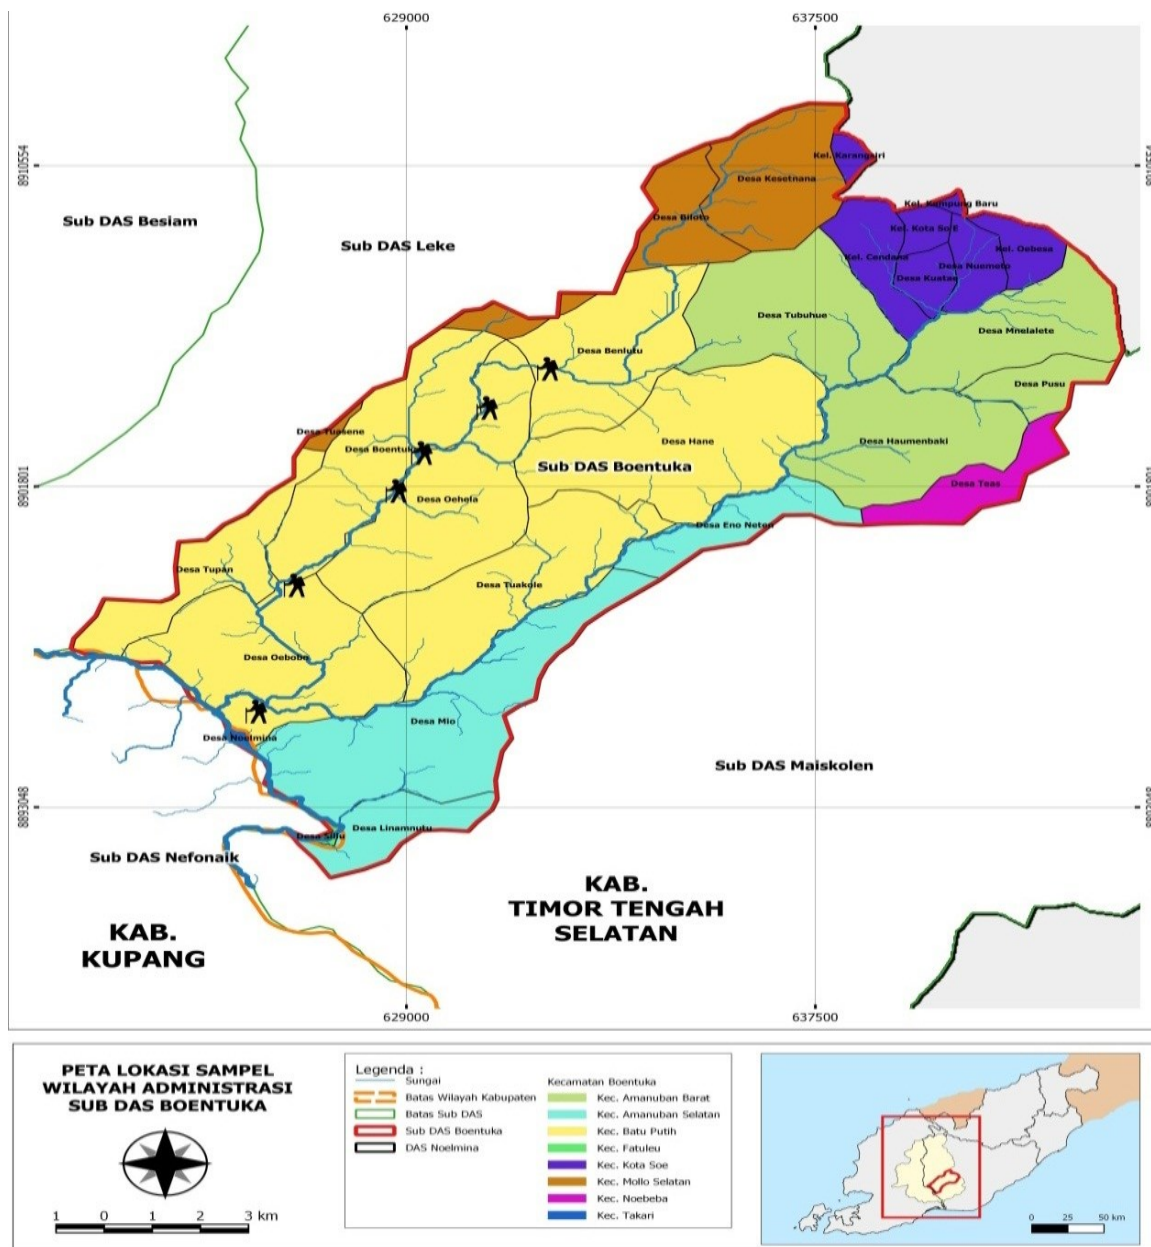 629000
637500
8910554
8910554
Kel. Karangsiri
Desa Kesetnana
Kel. Kampung Baru
Desa Biloto
Sub DAS Besiam
Kel. Kota So'E
Sub DAS Leke
Kel. Oebesa
Kel. Cendana
Desa Nuemoto
Desa Kuatae
Desa Tubuhue
Desa Mnelalete
Desa Benlutu
Desa Pusu
Desa Tuasene
Desa Hane
Desa Haumenbaki
Desa Boentuka
Sub DAS Boentuka
8901801
8901801
Desa Teas
Desa Oehela
Desa Eno Neten
Desa Tupan
Desa Tuakole
Desa Oebobo
Desa Mio
Desa Noelmina
Sub DAS Maiskolen
8893048
8893048
Desa Linamnutu
Sub DAS Nefonaik
KAB.
TIMOR TENGAH
SELATAN
KAB.
KUPANG
629000
637500
PETA LOKASI SAMPEL
WILAYAH ADMINISTRASI
SUB DAS BOENTUKA
1 0 1 2 3 km
Legenda :
Sungai
Batas Wilayah Kabupaten
Batas Sub DAS
Sub DAS Boentuka
DAS Noelmina
Kecamatan Boentuka
Kec. Amanuban Barat
Kec. Amanuban Selatan
Kec. Batu Putih
Kec. Fatuleu
Kec. Kota Soe
Kec. Mollo Selatan
Kec. Noebeba
Kec. Takari
0 25 50 km